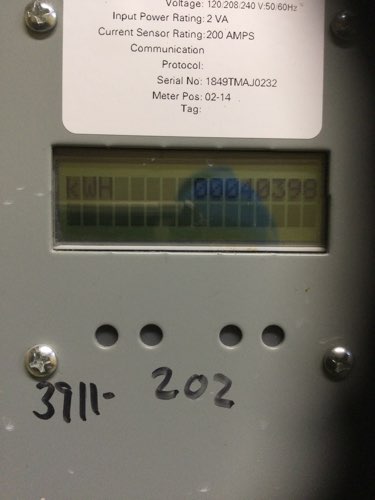 Voltage: 120/208-240 V:50:60Hz
Input Power Rating: 2 VA
Current Sensor Rating: 200 AMPS
Communication
Protocol:
Serial No: 1849TMAJ0232
Meter Pos: 02-14
Tag:
kWH 00040398
3911- 202